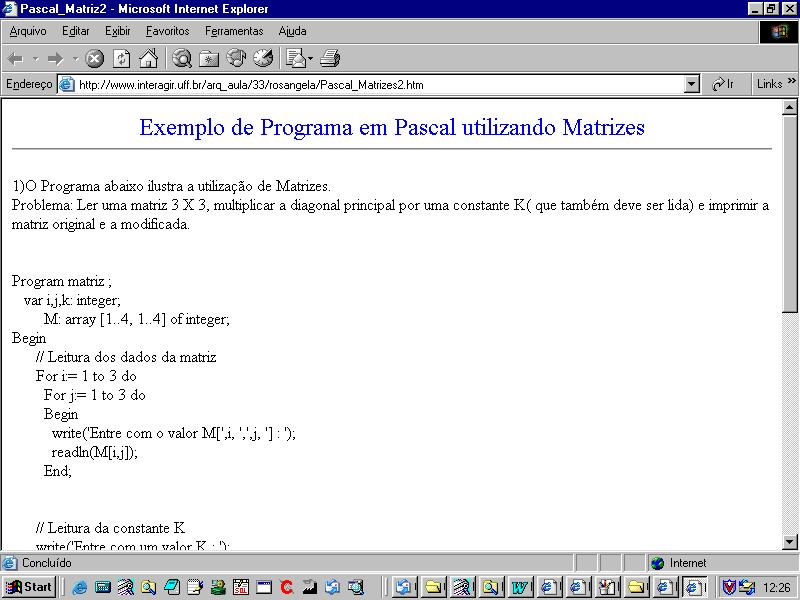 Pascal_Matriz2 - Microsoft Internet Explorer
Arquivo Editar Exibir Favoritos Ferramentas Ajuda
Endereço http://www.interagir.uff.br/arq_aula/33/rosangela/Pascal_Matrizes2.htm Ir Links »
Exemplo de Programa em Pascal utilizando Matrizes
1)O Programa abaixo ilustra a utilização de Matrizes.
Problema: Ler uma matriz 3 X 3, multiplicar a diagonal principal por uma constante K( que também deve ser lida) e imprimir a
matriz original e a modificada.
Program matriz ;
var i,j,k: integer;
M: array [1..4, 1..4] of integer;
Begin
// Leitura dos dados da matriz
For i:= 1 to 3 do
For j:= 1 to 3 do
Begin
write('Entre com o valor M[',i, ',',j, '] : ');
readln(M[i,j]);
End;
// Leitura da constante K
write('Entre com um valor K : ');
Concluído Internet
Start 12:26